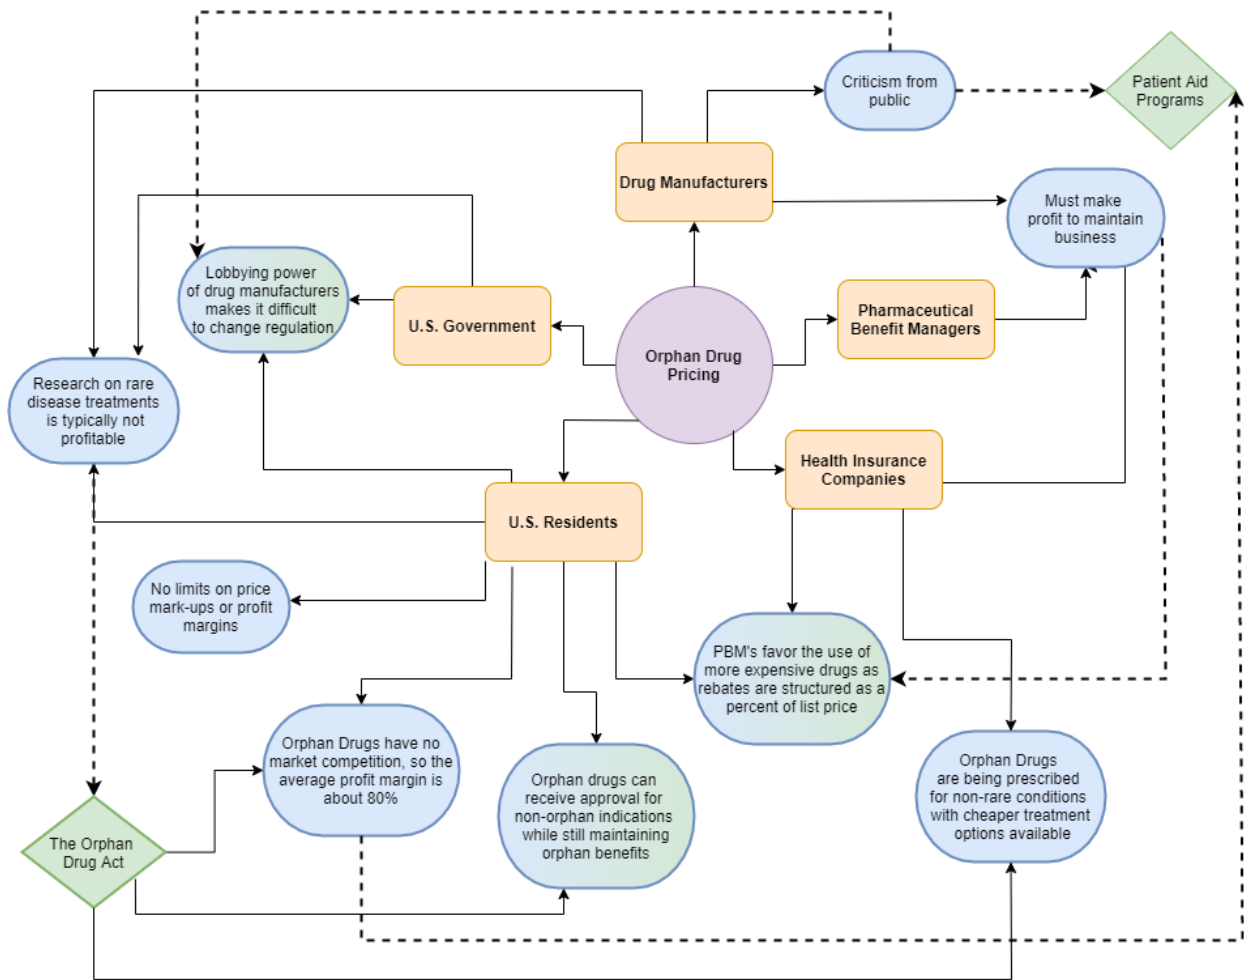 Criticism from
public
Patient Aid
Programs
Drug Manufacturers
Must make
profit to maintain
business
Lobbying power
of drug manufacturers
makes it difficult
to change regulation
U.S. Government
Pharmaceutical
Benefit Managers
Orphan Drug
Pricing
Research on rare
disease treatments
is typically not
profitable
Health Insurance
Companies
U.S. Residents
No limits on price
mark-ups or profit
margins
PBM's favor the use of
more expensive drugs as
rebates are structured as a
percent of list price
Orphan Drugs have no
market competition, so the
average profit margin is
about 80%
Orphan drugs can
receive approval for
non-orphan indications
while still maintaining
orphan benefits
Orphan Drugs
are being prescribed
for non-rare conditions
with cheaper treatment
options available
The Orphan
Drug Act